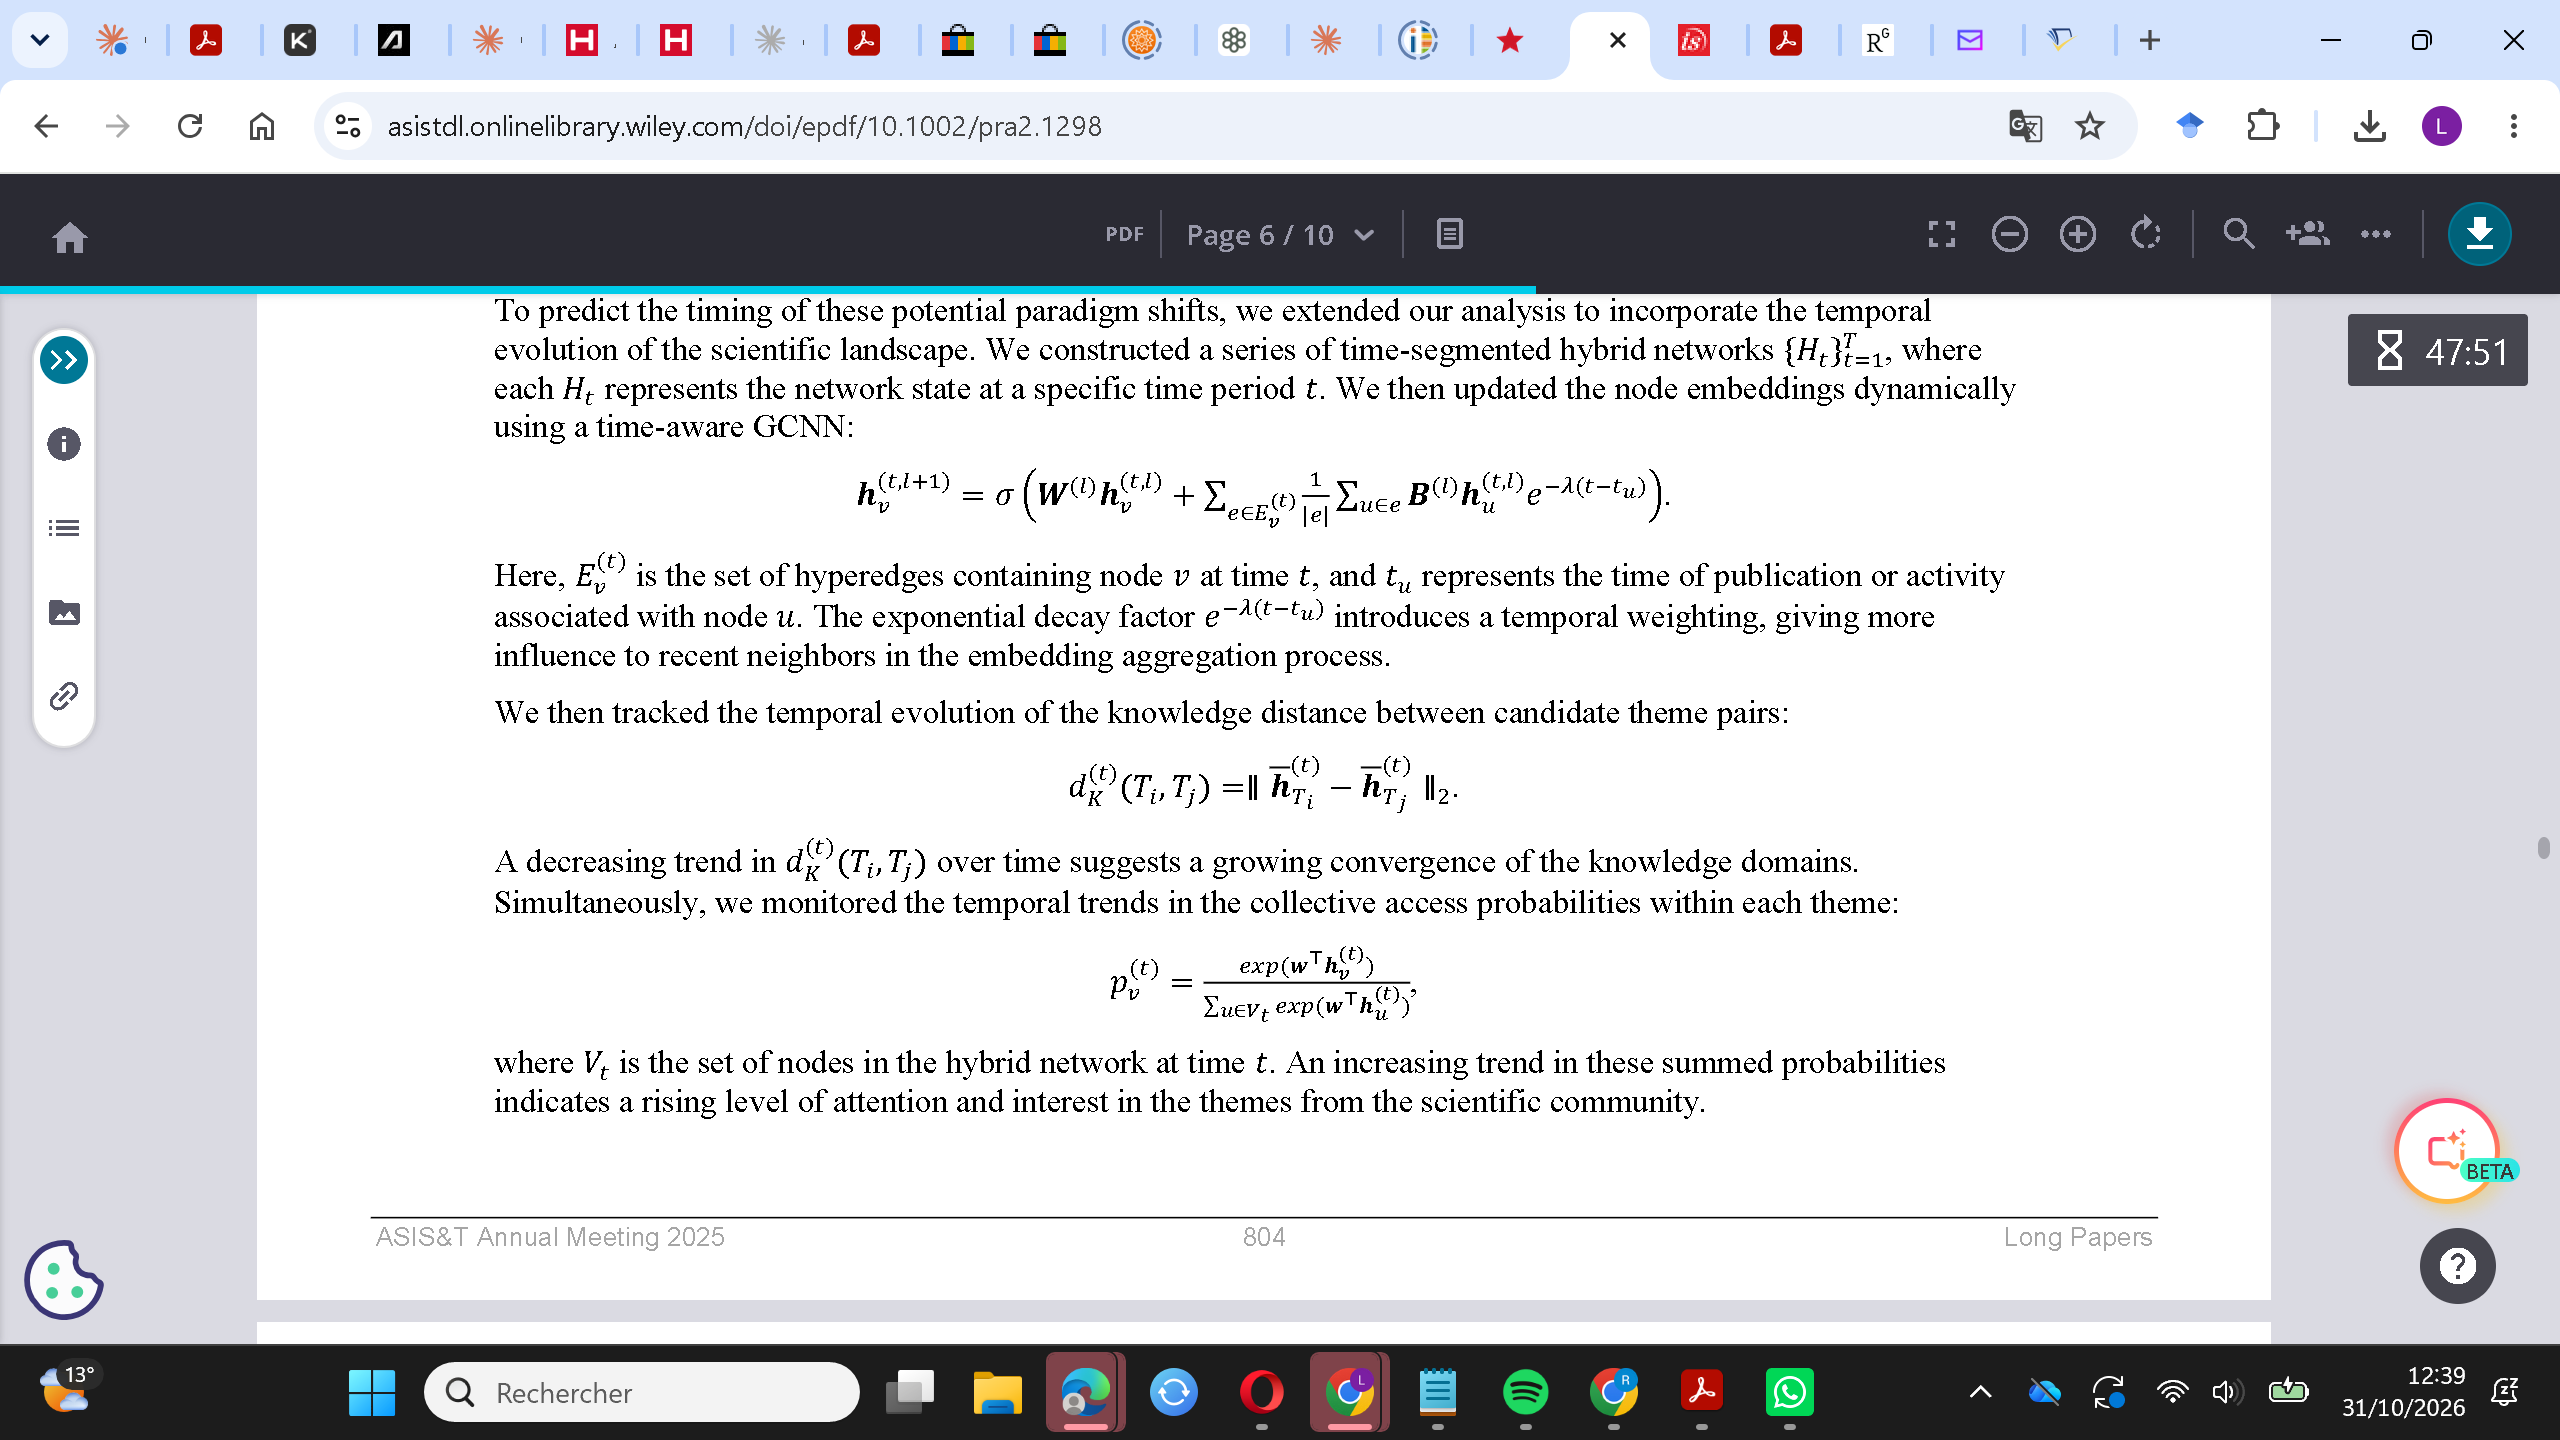 asistdl.onlinelibrary.wiley.com/doi/epdf/10.1002/pra2.1298
L
PDF
Page 6 / 10
47:51
To predict the timing of these potential paradigm shifts, we extended our analysis to incorporate the temporal
evolution of the scientific landscape. We constructed a series of time-segmented hybrid networks {H_t}_{t=1}^T, where
each H_t represents the network state at a specific time period t. We then updated the node embeddings dynamically
using a time-aware GCNN:
h_v^{(t,l+1)} = σ (W^{(l)} h_v^{(t,l)} + ∑_{e∈E_v^{(t)}} 1/|e| ∑_{u∈e} B^{(l)} h_u^{(t,l)} e^{−λ(t−t_u)}).
Here, E_v^{(t)} is the set of hyperedges containing node v at time t, and t_u represents the time of publication or activity
associated with node u. The exponential decay factor e^{−λ(t−t_u)} introduces a temporal weighting, giving more
influence to recent neighbors in the embedding aggregation process.
We then tracked the temporal evolution of the knowledge distance between candidate theme pairs:
d_K^{(t)}(T_i, T_j) =∥ h̅_{T_i}^{(t)} − h̅_{T_j}^{(t)} ∥_2.
A decreasing trend in d_K^{(t)}(T_i, T_j) over time suggests a growing convergence of the knowledge domains.
Simultaneously, we monitored the temporal trends in the collective access probabilities within each theme:
p_v^{(t)} = exp(w^⊤ h_v^{(t)}) / ∑_{u∈V_t} exp(w^⊤ h_u^{(t)}),
where V_t is the set of nodes in the hybrid network at time t. An increasing trend in these summed probabilities
indicates a rising level of attention and interest in the themes from the scientific community.
BETA
ASIS&T Annual Meeting 2025
804
Long Papers
13°
Rechercher
L
R
12:39
31/10/2026